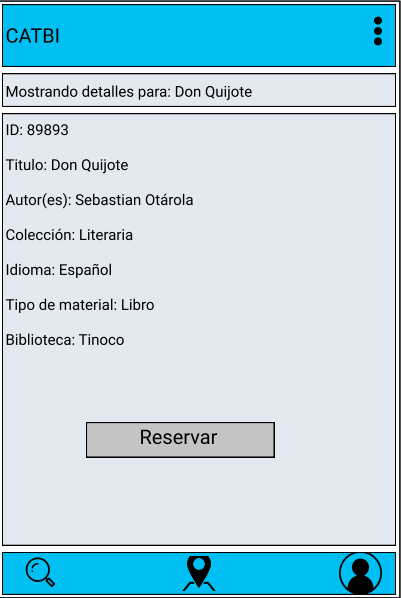 CATBI
Mostrando detalles para: Don Quijote
ID: 89893
Titulo: Don Quijote
Autor(es): Sebastian Otárola
Colección: Literaria
Idioma: Español
Tipo de material: Libro
Biblioteca: Tinoco
Reservar